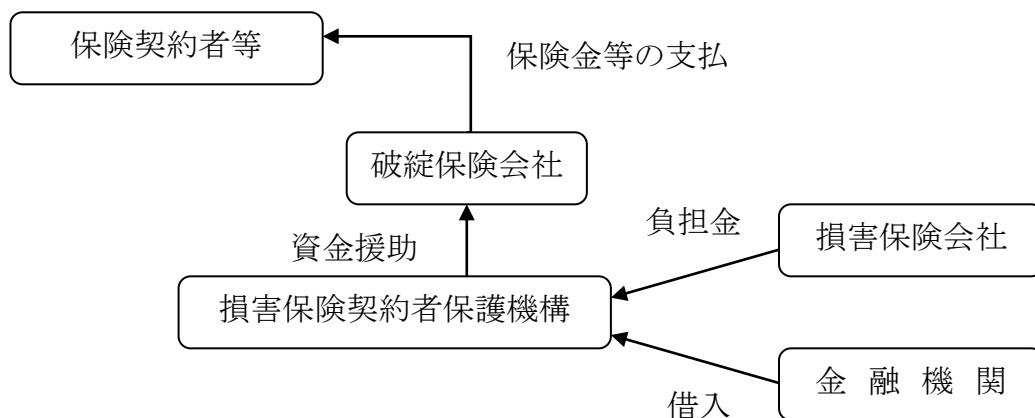 保険契約者等
保険金等の支払
破綻保険会社
資金援助
負担金
損害保険会社
損害保険契約者保護機構
金 融 機 関
借入